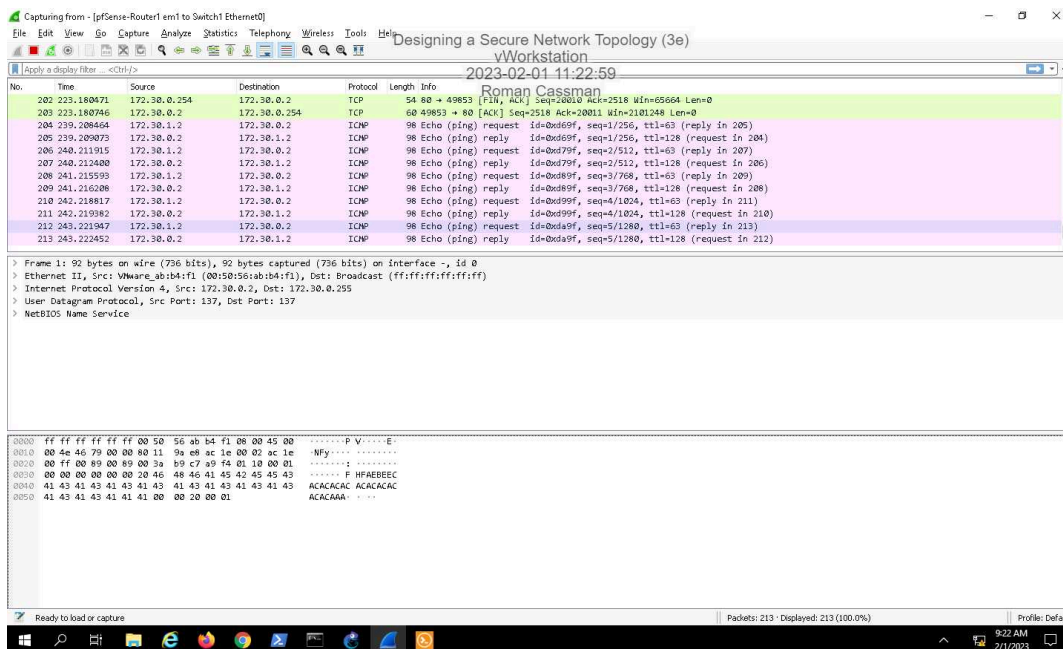 Capturing from - [pfSense-Router1 em1 to Switch1 Ethernet0]
File Edit View Go Capture Analyze Statistics Telephony Wireless Tools Help
Designing a Secure Network Topology (3e)
vWorkstation
2023-02-01 11:22:59
Roman Cassman
Apply a display filter ... <Ctrl-/>
No. Time Source Destination Protocol Length Info
202 223.180471 172.30.0.254 172.30.0.2 TCP 54 80 → 49853 [FIN, ACK] Seq=20010 Ack=2518 Win=65664 Len=0
203 223.180746 172.30.0.2 172.30.0.254 TCP 60 49853 → 80 [ACK] Seq=2518 Ack=20011 Win=2101248 Len=0
204 239.208464 172.30.1.2 172.30.0.2 ICMP 98 Echo (ping) request id=0xd69f, seq=1/256, ttl=63 (reply in 205)
205 239.209073 172.30.0.2 172.30.1.2 ICMP 98 Echo (ping) reply id=0xd69f, seq=1/256, ttl=128 (request in 204)
206 240.211915 172.30.1.2 172.30.0.2 ICMP 98 Echo (ping) request id=0xd79f, seq=2/512, ttl=63 (reply in 207)
207 240.212400 172.30.0.2 172.30.1.2 ICMP 98 Echo (ping) reply id=0xd79f, seq=2/512, ttl=128 (request in 206)
208 241.215593 172.30.1.2 172.30.0.2 ICMP 98 Echo (ping) request id=0xd89f, seq=3/768, ttl=63 (reply in 209)
209 241.216208 172.30.0.2 172.30.1.2 ICMP 98 Echo (ping) reply id=0xd89f, seq=3/768, ttl=128 (request in 208)
210 242.218817 172.30.1.2 172.30.0.2 ICMP 98 Echo (ping) request id=0xd99f, seq=4/1024, ttl=63 (reply in 211)
211 242.219382 172.30.0.2 172.30.1.2 ICMP 98 Echo (ping) reply id=0xd99f, seq=4/1024, ttl=128 (request in 210)
212 243.221947 172.30.1.2 172.30.0.2 ICMP 98 Echo (ping) request id=0xda9f, seq=5/1280, ttl=63 (reply in 213)
213 243.222452 172.30.0.2 172.30.1.2 ICMP 98 Echo (ping) reply id=0xda9f, seq=5/1280, ttl=128 (request in 212)
> Frame 1: 92 bytes on wire (736 bits), 92 bytes captured (736 bits) on interface -, id 0
> Ethernet II, Src: VMware_ab:b4:f1 (00:50:56:ab:b4:f1), Dst: Broadcast (ff:ff:ff:ff:ff:ff)
> Internet Protocol Version 4, Src: 172.30.0.2, Dst: 172.30.0.255
> User Datagram Protocol, Src Port: 137, Dst Port: 137
> NetBIOS Name Service
0000 ff ff ff ff ff ff 00 50 56 ab b4 f1 08 00 45 00 ·······P V·····E·
0010 00 4e 46 79 00 00 80 11 9a e8 ac 1e 00 02 ac 1e ·NFy···· ········
0020 00 ff 00 89 00 89 00 3a b9 c7 a9 f4 01 10 00 01 ·······: ········
0030 00 00 00 00 00 00 20 46 48 46 41 45 42 45 45 43 ······ F HFAEBEEC
0040 41 43 41 43 41 43 41 43 41 43 41 43 41 43 41 43 ACACACAC ACACACAC
0050 41 43 41 43 41 41 41 00 00 20 00 01 ACACAAA· · ··
Ready to load or capture
Packets: 213 · Displayed: 213 (100.0%)
Profile: Defa
9:22 AM
2/1/2023